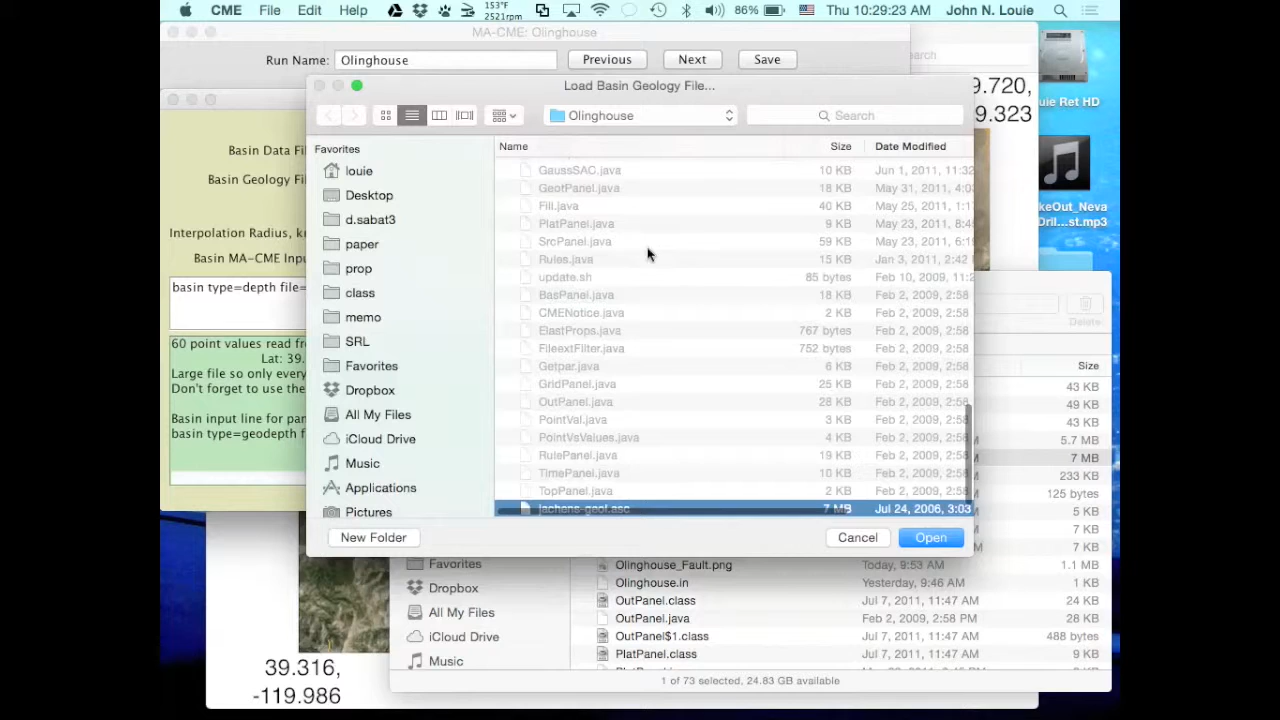 CME File Edit Help 153°F 2521rpm 86% Thu 10:29:23 AM John N. Louie
MA-CME: Olinghouse
Run Name: Olinghouse Previous Next Save
earch
Load Basin Geology File...
9.720,
9.323
uie Ret HD
Olinghouse Search
Favorites Name Size Date Modified
Basin Data Fil
Basin Geology Fi
Interpolation Radius, kr
Basin MA-CME Inpu
basin type=depth file=
60 point values read fr
Lat: 39.
Large file so only every
Don't forget to use the
Basin input line for par
basin type=geodepth f
louie
Desktop
d.sabat3
paper
prop
class
memo
SRL
Favorites
Dropbox
All My Files
iCloud Drive
Music
Applications
Pictures
GaussSAC.java 10 KB Jun 1, 2011, 11:32
GeotPanel.java 18 KB May 31, 2011, 4:03
Fill.java 40 KB May 25, 2011, 1:1
PlatPanel.java 9 KB May 23, 2011, 8:4
SrcPanel.java 59 KB May 23, 2011, 6:1
Rules.java 15 KB Jan 3, 2011, 2:42
update.sh 85 bytes Feb 10, 2009, 11:2
BasPanel.java 18 KB Feb 2, 2009, 2:58
CMENotice.java 2 KB Feb 2, 2009, 2:58
ElastProps.java 767 bytes Feb 2, 2009, 2:58
FileextFilter.java 752 bytes Feb 2, 2009, 2:58
Getpar.java 6 KB Feb 2, 2009, 2:58
GridPanel.java 25 KB Feb 2, 2009, 2:58
OutPanel.java 28 KB Feb 2, 2009, 2:58
PointVal.java 3 KB Feb 2, 2009, 2:58
PointVsValues.java 4 KB Feb 2, 2009, 2:58
RulePanel.java 19 KB Feb 2, 2009, 2:58
TimePanel.java 10 KB Feb 2, 2009, 2:58
TopPanel.java 2 KB Feb 2, 2009, 2:58
jachens-geol.asc 7 MB Jul 24, 2006, 3:03
New Folder Cancel Open
keOut_Neva
Dril...st.mp3
Delete
Size
43 KB
49 KB
43 KB
5.7 MB
7 MB
233 KB
125 bytes
5 KB
7 KB
7 KB
Favorites
Dropbox
All My Files
iCloud Drive
Music
Olinghouse_Fault.png Today, 9:53 AM 1.1 MB
Olinghouse.in Yesterday, 9:46 AM 1 KB
OutPanel.class Jul 7, 2011, 11:47 AM 24 KB
OutPanel.java Feb 2, 2009, 2:58 PM 28 KB
OutPanel$1.class Jul 7, 2011, 11:47 AM 488 bytes
PlatPanel.class Jul 7, 2011, 11:47 AM
1 of 73 selected, 24.83 GB available
39.316,
-119.986